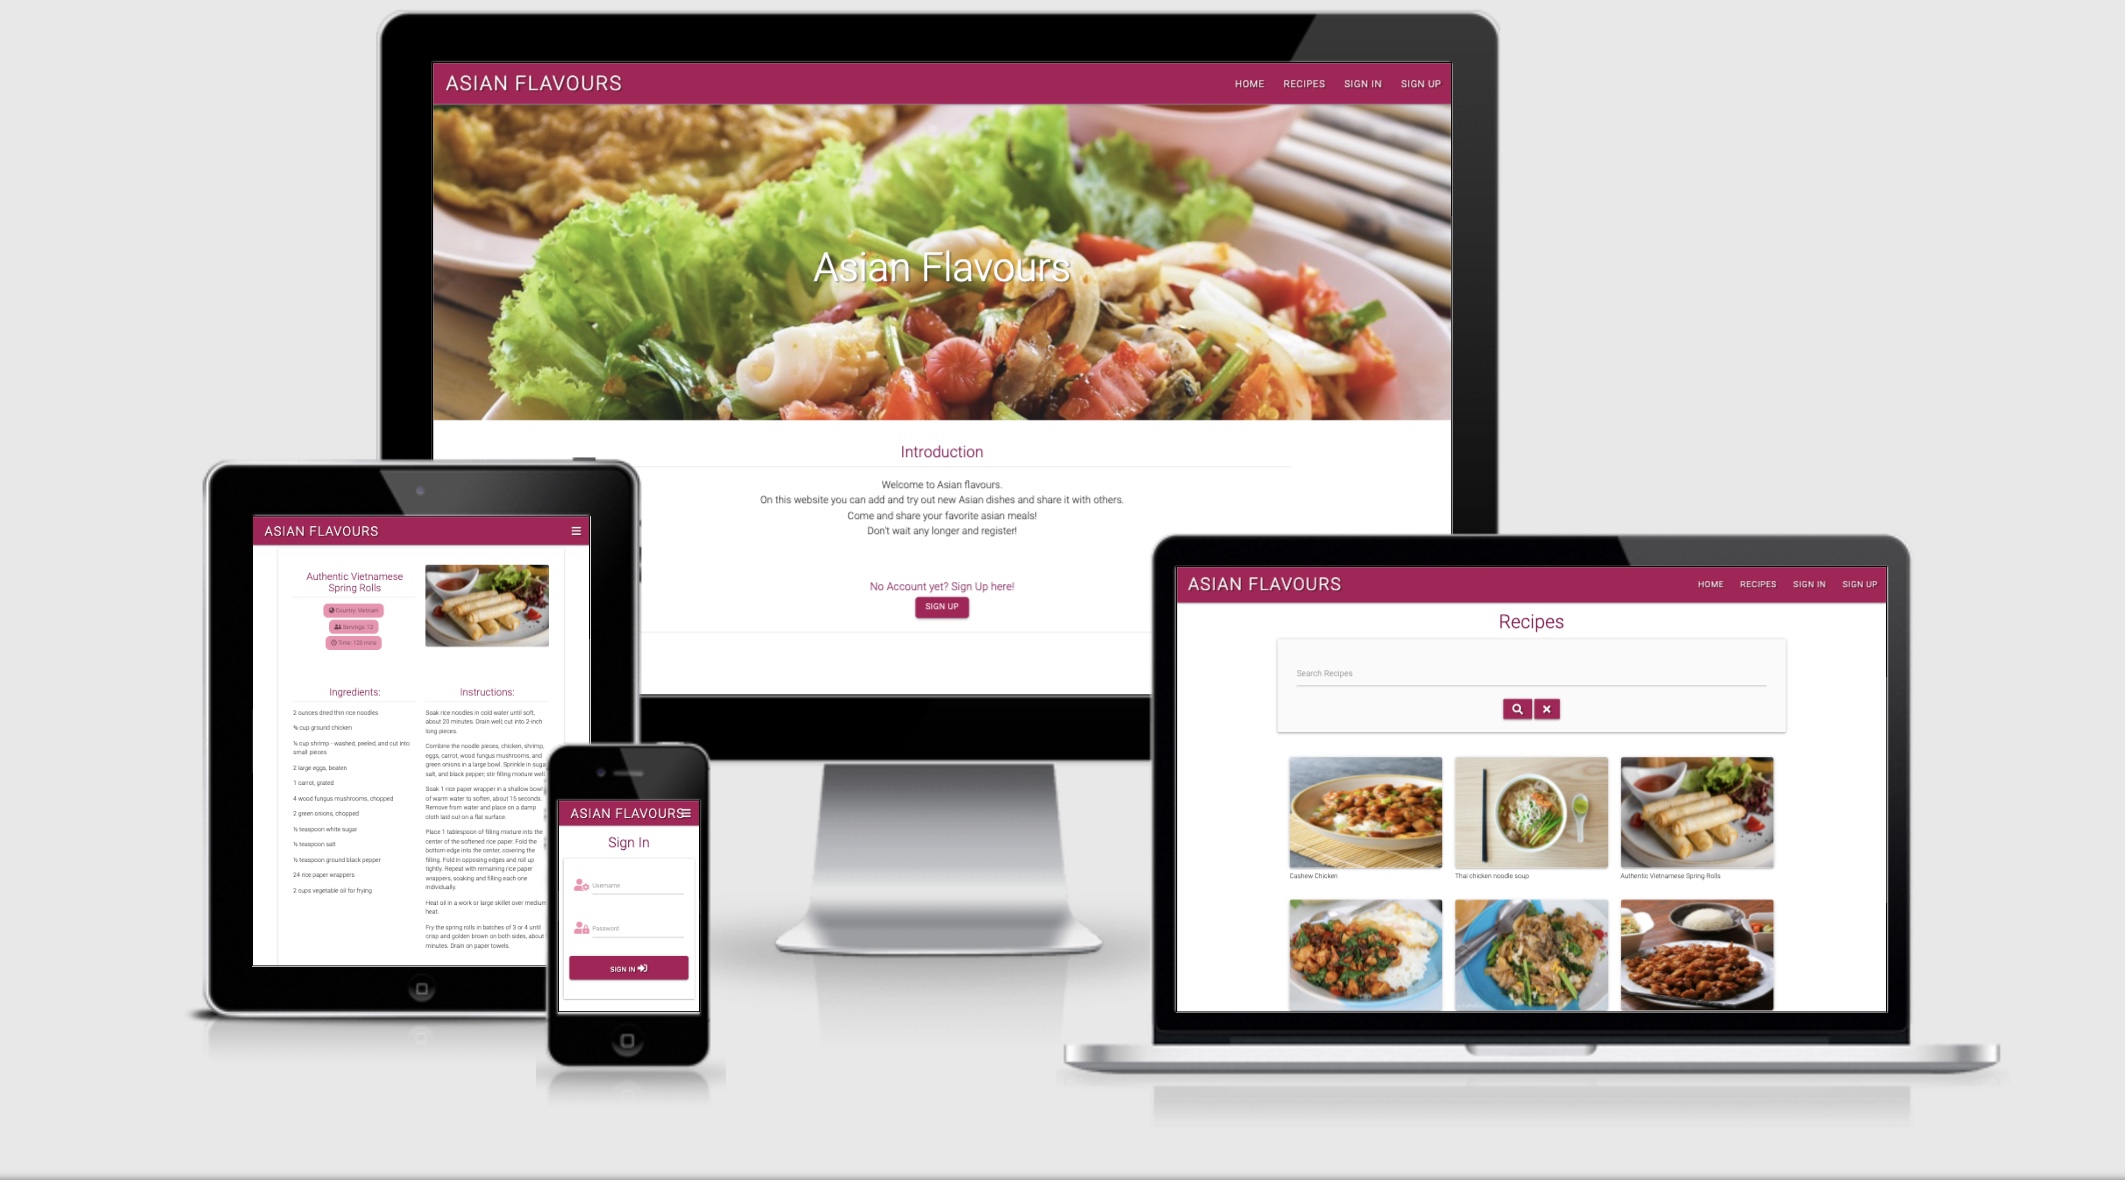 ASIAN FLAVOURS
HOME RECIPES SIGN IN SIGN UP
Asian Flavours
Introduction
Welcome to Asian flavours.
On this website you can add and try out new Asian dishes and share it with others.
Come and share your favorite asian meals!
Don't wait any longer and register!
No Account yet? Sign Up here!
SIGN UP
ASIAN FLAVOURS
Authentic Vietnamese
Spring Rolls
Country: Vietnam
Servings: 12
Time: 120 mins
Ingredients:
2 ounces dried thin rice noodles
¾ cup ground chicken
cup shrimp - washed, peeled, and cut into
small pieces
2 large eggs, beaten
1 carrot, grated
4 wood fungus mushrooms, chopped
2 green onions, chopped
½ teaspoon white sugar
½ teaspoon salt
½ teaspoon ground black pepper
24 rice paper wrappers
2 cups vegetable oil for frying
Instructions:
Soak rice noodles in cold water until soft,
about 20 minutes. Drain well; cut into 2-inch
long pieces.
Combine the noodle pieces, chicken, shrimp,
eggs, carrot, wood fungus mushrooms, and
green onions in a large bowl. Sprinkle in sugar
salt, and black pepper; stir filling mixture well
Soak 1 rice paper wrapper in a shallow bowl
of warm water to soften, about 15 seconds.
Remove from water and place on a damp
cloth laid out on a flat surface.
Place 1 tablespoon of filling mixture into the
center of the softened rice paper. Fold the
bottom edge into the center, covering the
filling. Fold in opposing edges and roll up
tightly. Repeat with remaining rice paper
wrappers, soaking and filling each one
individually.
Heat oil in a work or large skillet over medium
heat.
Fry the spring rolls in batches of 3 or 4 until
crisp and golden brown on both sides, about
minutes. Drain on paper towels.
ASIAN FLAVOURS
Sign In
Username
Password
SIGN IN
ASIAN FLAVOURS
HOME RECIPES SIGN IN SIGN UP
Recipes
Search Recipes
Cashew Chicken
Thai chicken noodle soup
Authentic Vietnamese Spring Rolls